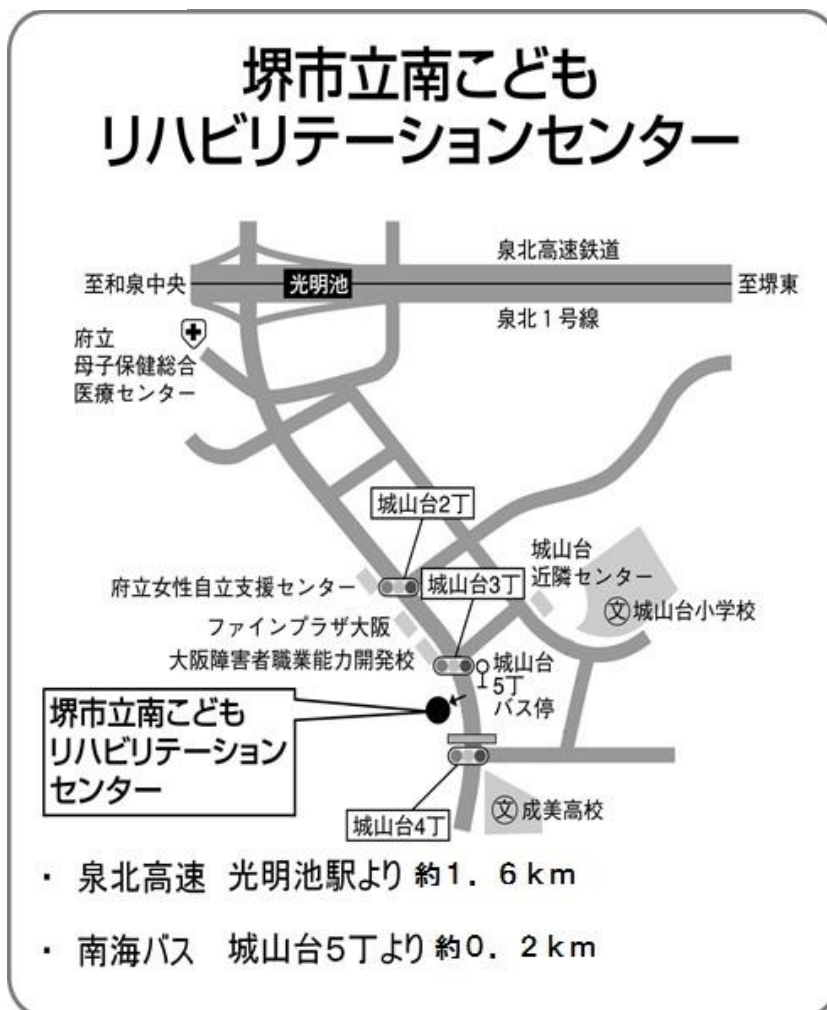 堺市立南こども
リハビリテーションセンター
泉北高速鉄道
至和泉中央
光明池
至堺東
泉北1号線
府立
母子保健総合
医療センター
城山台2丁
城山台
近隣センター
府立女性自立支援センター
城山台3丁
文城山台小学校
ファインプラザ大阪
大阪障害者職業能力開発校
城山台
5丁
バス停
堺市立南こども
リハビリテーション
センター
城山台4丁
文成美高校
・ 泉北高速 光明池駅より 約1.6km
・ 南海バス 城山台5丁より 約0.2km